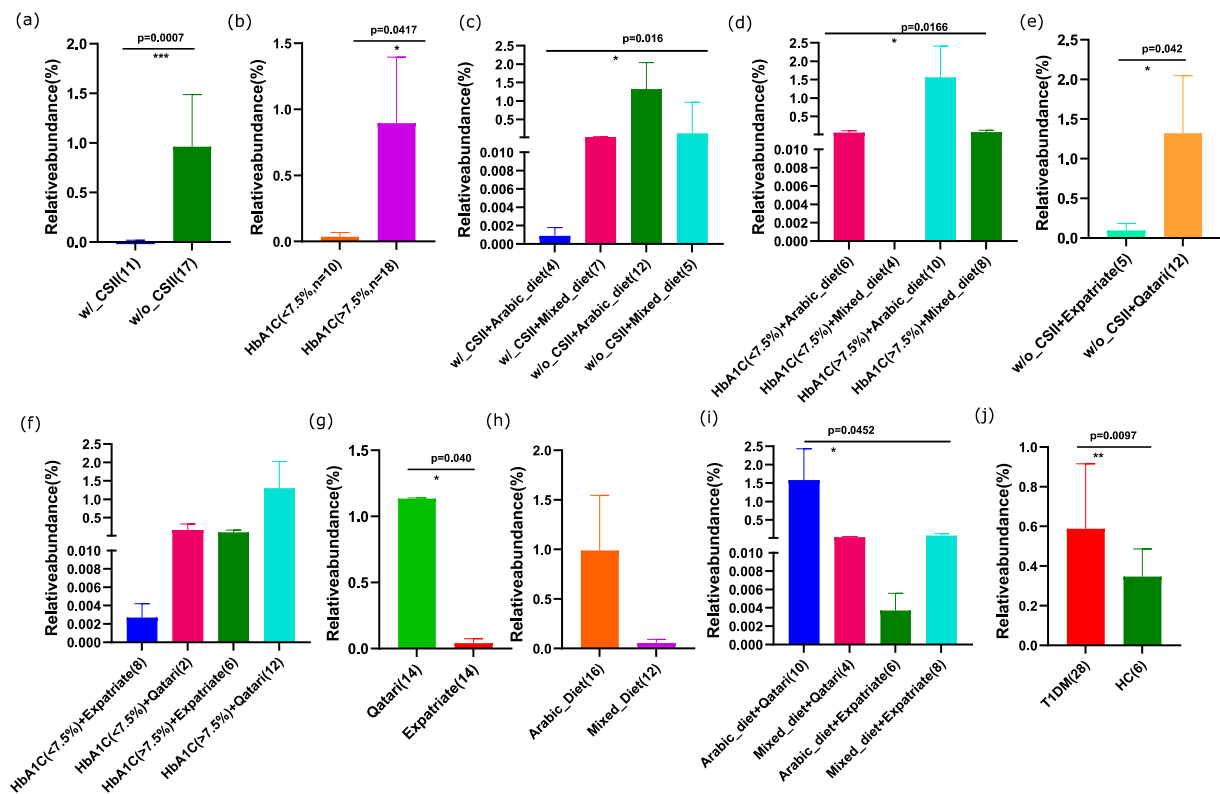 (a)
p=0.0007
***
Relativeabundance(%)
2.0
1.5
1.0
0.5
0.0
w/_CSII(11)
w/o_CSII(17)
(b)
p=0.0417
*
Relativeabundance(%)
1.5
1.0
0.5
0.0
HbA1C(<7.5%,n=10)
HbA1C(>7.5%,n=18)
(c)
p=0.016
*
Relativeabundance(%)
2.5
2.0
1.5
1.0
0.5
0.010
0.008
0.006
0.004
0.002
0.000
w/_CSII+Arabic_diet(4)
w/_CSII+Mixed_diet(7)
w/o_CSII+Arabic_diet(12)
w/o_CSII+Mixed_diet(5)
(d)
p=0.0166
*
Relativeabundance(%)
2.5
2.0
1.5
1.0
0.5
0.010
0.008
0.006
0.004
0.002
0.000
HbA1C(<7.5%)+Arabic_diet(6)
HbA1C(<7.5%)+Mixed_diet(4)
HbA1C(>7.5%)+Arabic_diet(10)
HbA1C(>7.5%)+Mixed_diet(8)
(e)
p=0.042
*
Relativeabundance(%)
2.5
2.0
1.5
1.0
0.5
0.0
w/o_CSII+Expatriate(5)
w/o_CSII+Qatari(12)
(f)
Relativeabundance(%)
2.5
2.0
1.5
1.0
0.5
0.010
0.008
0.006
0.004
0.002
0.000
HbA1C(<7.5%)+Expatriate(8)
HbA1C(<7.5%)+Qatari(2)
HbA1C(>7.5%)+Expatriate(6)
HbA1C(>7.5%)+Qatari(12)
(g)
p=0.040
*
Relativeabundance(%)
1.5
1.0
0.5
0.0
Qatari(14)
Expatriate(14)
(h)
Relativeabundance(%)
2.0
1.5
1.0
0.5
0.0
Arabic_Diet(16)
Mixed_Diet(12)
(i)
p=0.0452
*
Relativeabundance(%)
2.5
2.0
1.5
1.0
0.5
0.010
0.008
0.006
0.004
0.002
0.000
Arabic_diet+Qatari(10)
Mixed_diet+Qatari(4)
Arabic_diet+Expatriate(6)
Mixed_diet+Expatriate(8)
(j)
p=0.0097
**
Relativeabundance(%)
1.0
0.8
0.6
0.4
0.2
0.0
T1DM(28)
HC(6)